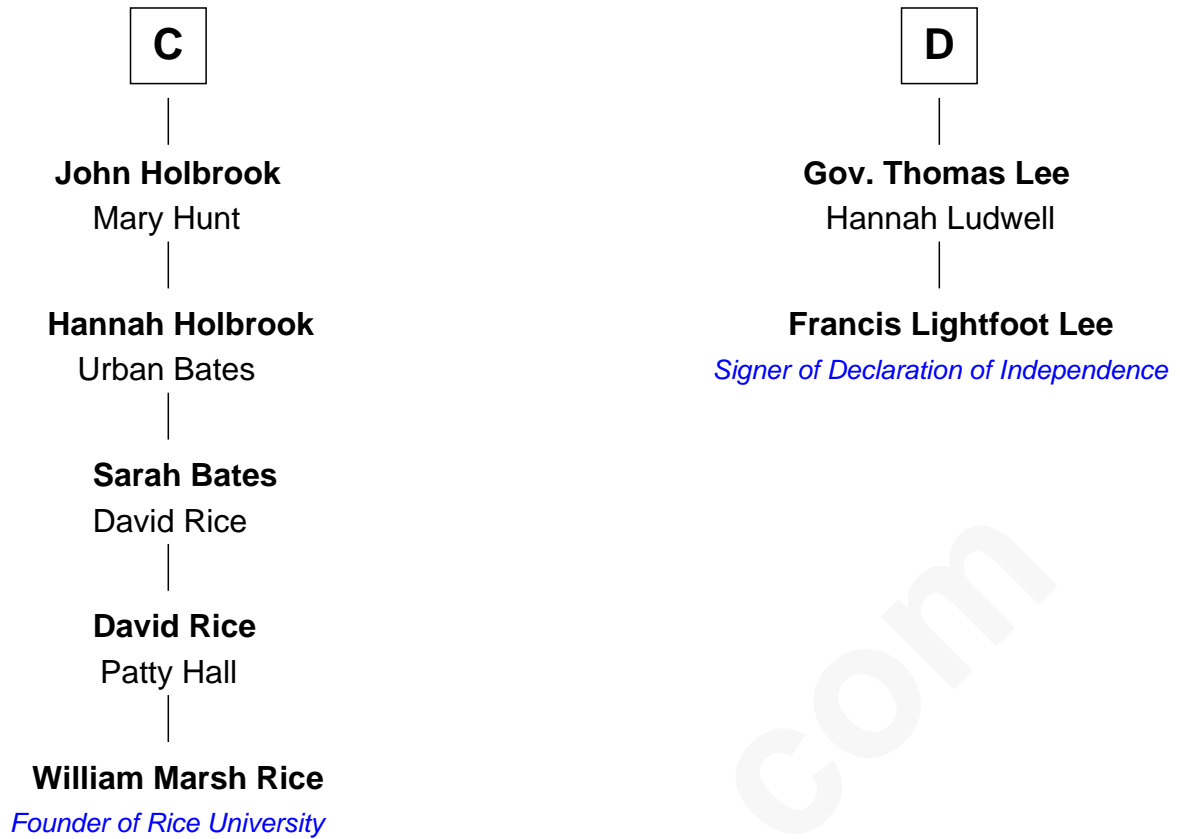 C
John Holbrook
Mary Hunt
Hannah Holbrook
Urban Bates
Sarah Bates
David Rice
David Rice
Patty Hall
William Marsh Rice
Founder of Rice University
D
Gov. Thomas Lee
Hannah Ludwell
Francis Lightfoot Lee
Signer of Declaration of Independence
com